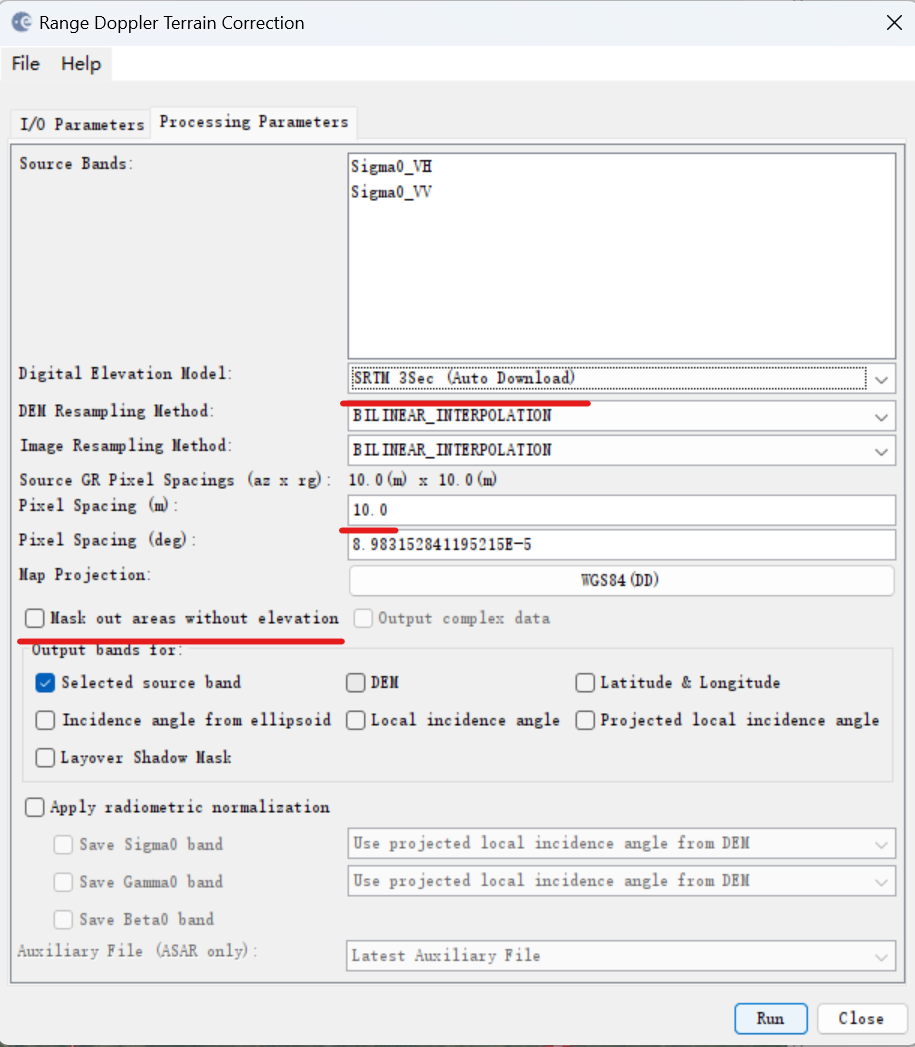 Range Doppler Terrain Correction
File Help
I/O Parameters Processing Parameters
Source Bands:
Sigma0_VH
Sigma0_VV
Digital Elevation Model: SRTM 3Sec (Auto Download)
DEM Resampling Method: BILINEAR_INTERPOLATION
Image Resampling Method: BILINEAR_INTERPOLATION
Source GR Pixel Spacings (az x rg): 10.0(m) x 10.0(m)
Pixel Spacing (m): 10.0
Pixel Spacing (deg): 8.983152841195215E-5
Map Projection: WGS84(DD)
Mask out areas without elevation Output complex data
Output bands for:
Selected source band DEM Latitude & Longitude
Incidence angle from ellipsoid Local incidence angle Projected local incidence angle
Layover Shadow Mask
Apply radiometric normalization
Save Sigma0 band Use projected local incidence angle from DEM
Save Gamma0 band Use projected local incidence angle from DEM
Save Beta0 band
Auxiliary File (ASAR only): Latest Auxiliary File
Run Close